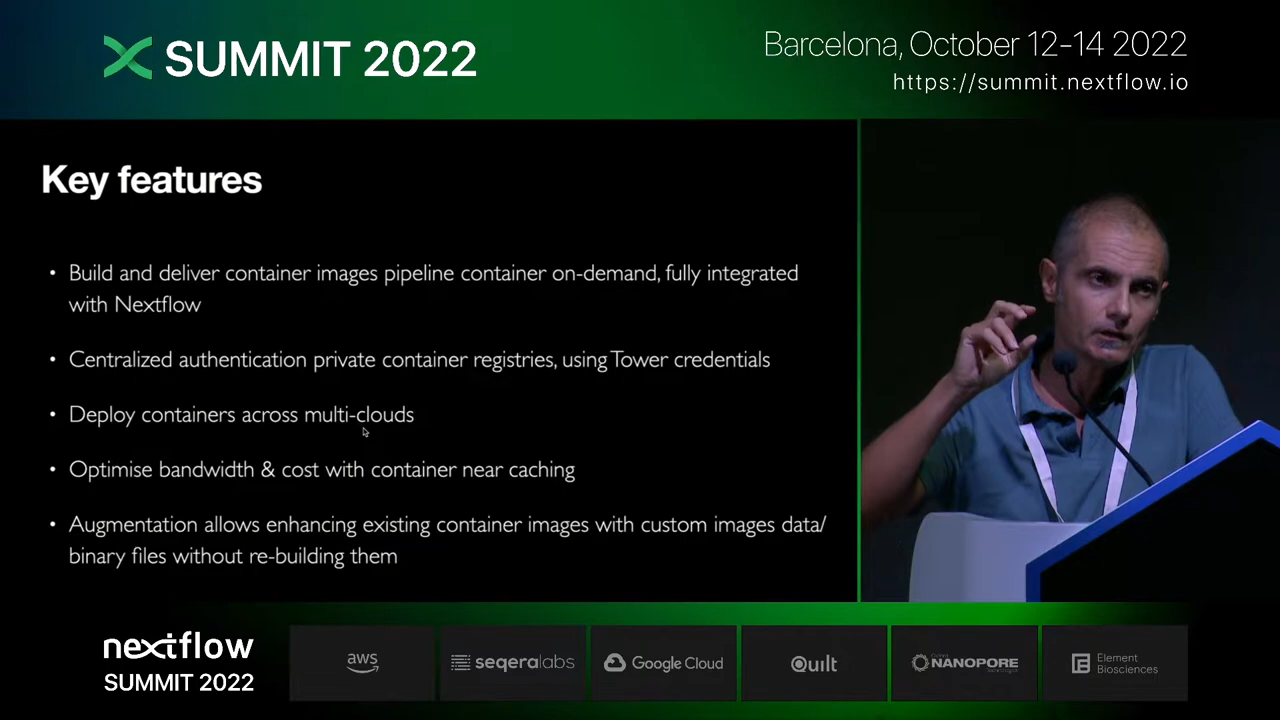 SUMMIT 2022
Barcelona, October 12-14 2022
https://summit.nextflow.io
Key features
• Build and deliver container images pipeline container on-demand, fully integrated
with Nextflow
• Centralized authentication private container registries, using Tower credentials
• Deploy containers across multi-clouds
• Optimise bandwidth & cost with container near caching
• Augmentation allows enhancing existing container images with custom images data/
binary files without re-building them
nextflow
SUMMIT 2022
aws
seqeralabs
Google Cloud
Quilt
NANOPORE
Element
Biosciences